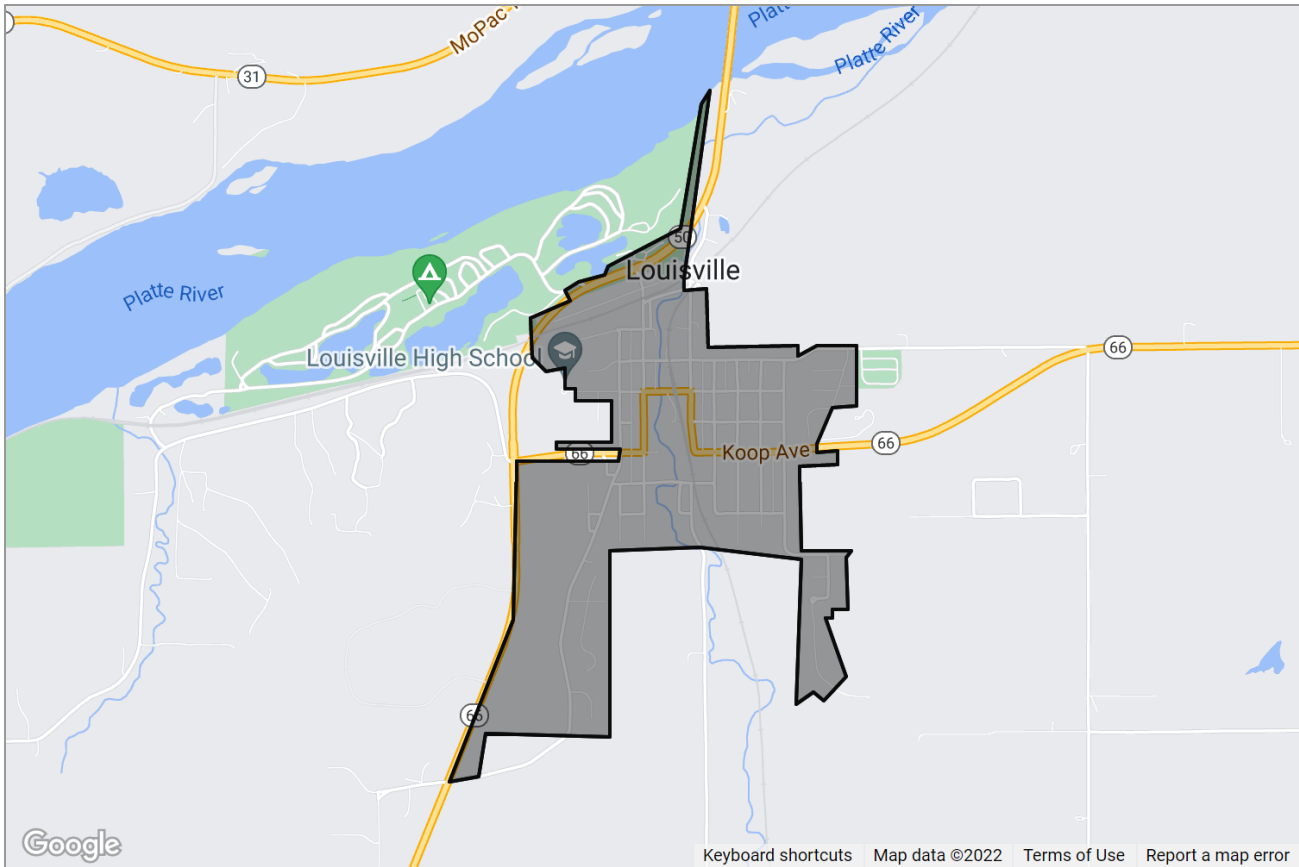 Platte
Platte River
MoPac-
31
50
Louisville
Platte River
Louisville High School
66
66
Koop Ave
66
66
66
Google
Keyboard shortcuts Map data ©2022 Terms of Use Report a map error